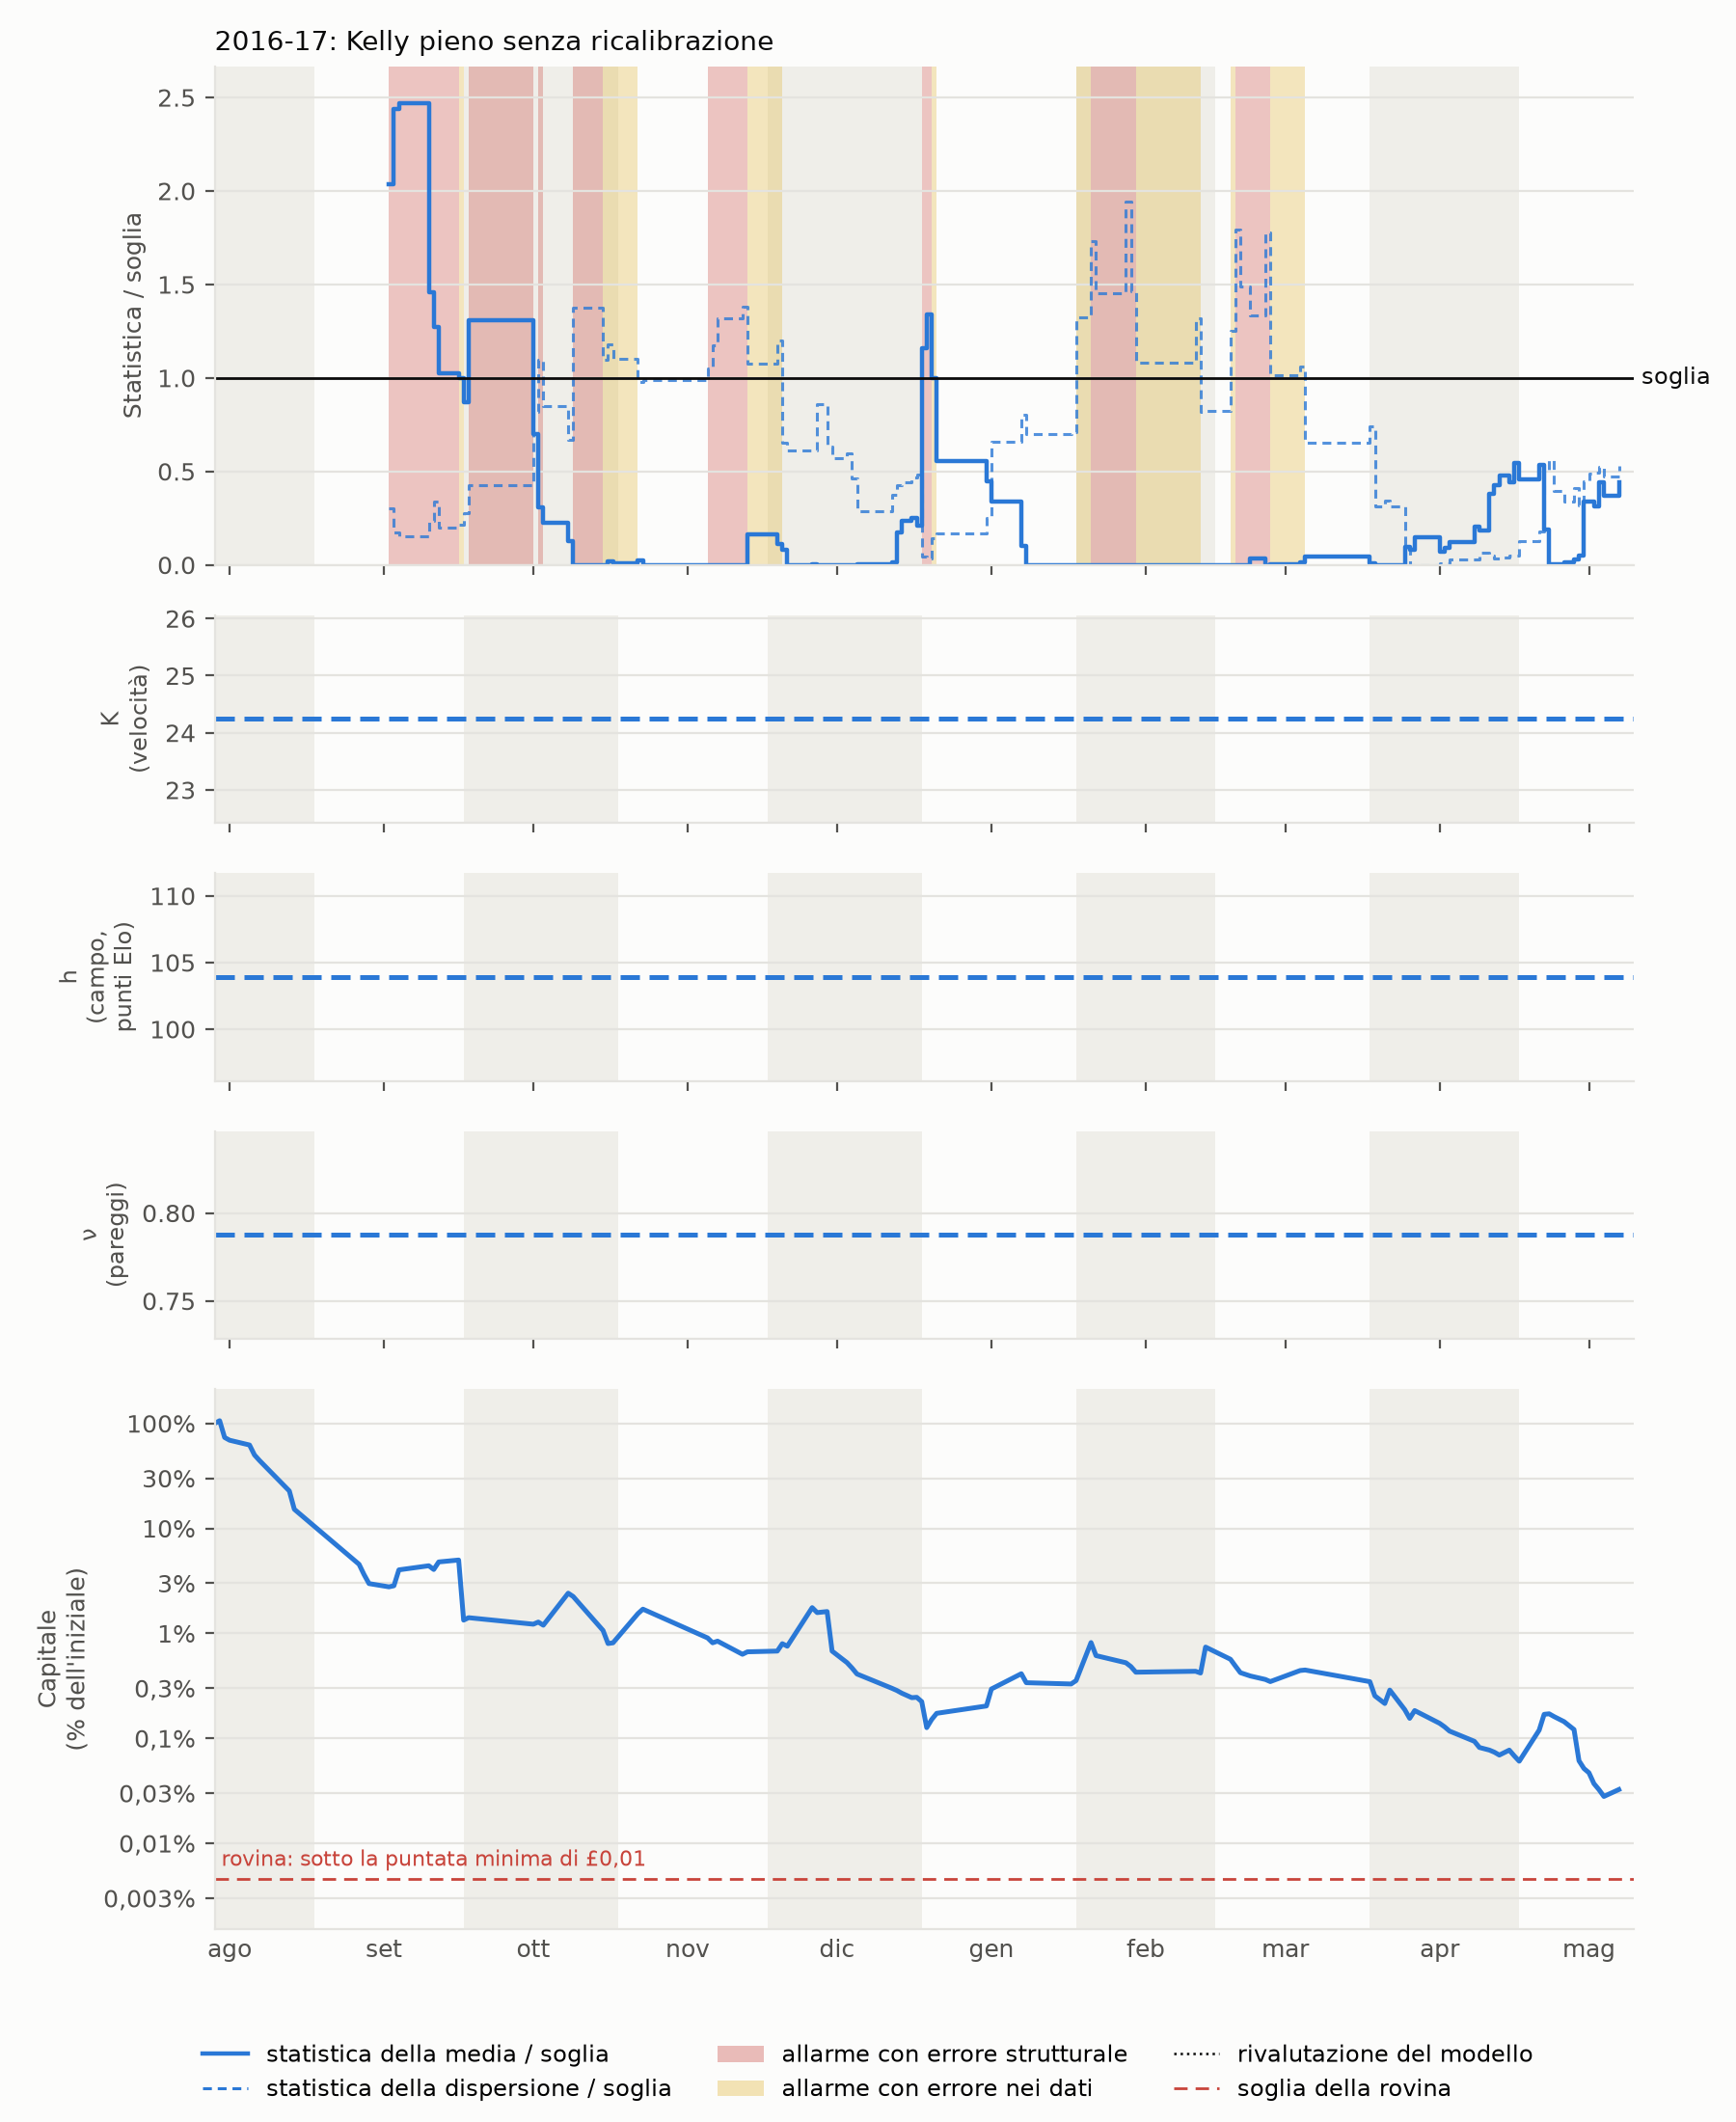 2016-17: Kelly pieno senza ricalibrazione
Statistica / soglia
2.5
2.0
1.5
1.0
0.5
0.0
soglia
K
(velocità)
26
25
24
23
h
(campo,
punti Elo)
110
105
100
ν
(pareggi)
0.80
0.75
Capitale
(% dell'iniziale)
100%
30%
10%
3%
1%
0,3%
0,1%
0,03%
0,01%
0,003%
rovina: sotto la puntata minima di £0,01
ago set ott nov dic gen feb mar apr mag
statistica della media / soglia
statistica della dispersione / soglia
allarme con errore strutturale
allarme con errore nei dati
rivalutazione del modello
soglia della rovina